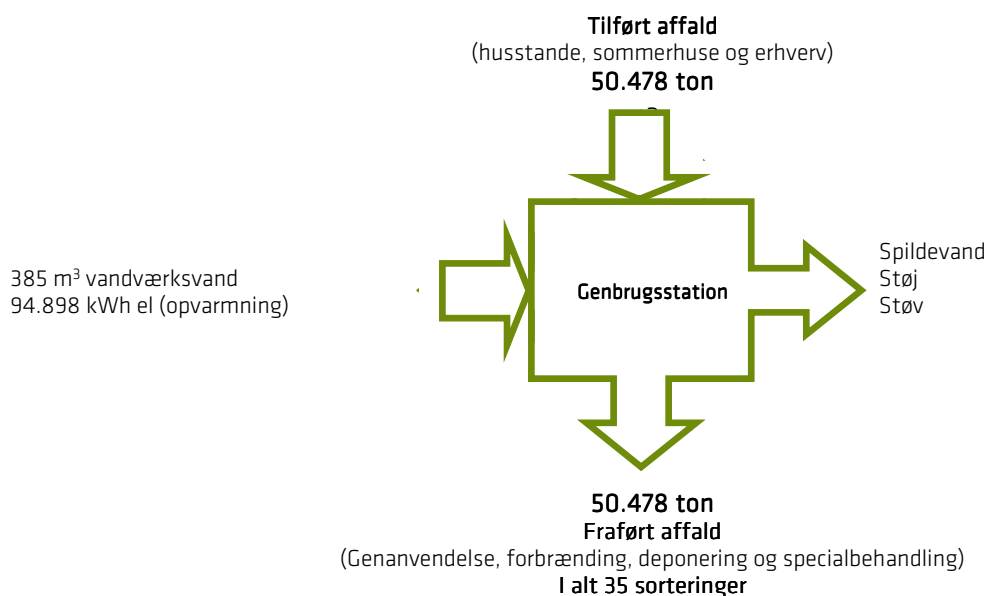 Tilført affald
(husstande, sommerhuse og erhverv)
50.478 ton
385 m³ vandværksvand
94.898 kWh el (opvarmning)
Genbrugsstation
Spildevand
Støj
Støv
50.478 ton
Fraført affald
(Genanvendelse, forbrænding, deponering og specialbehandling)
I alt 35 sorteringer